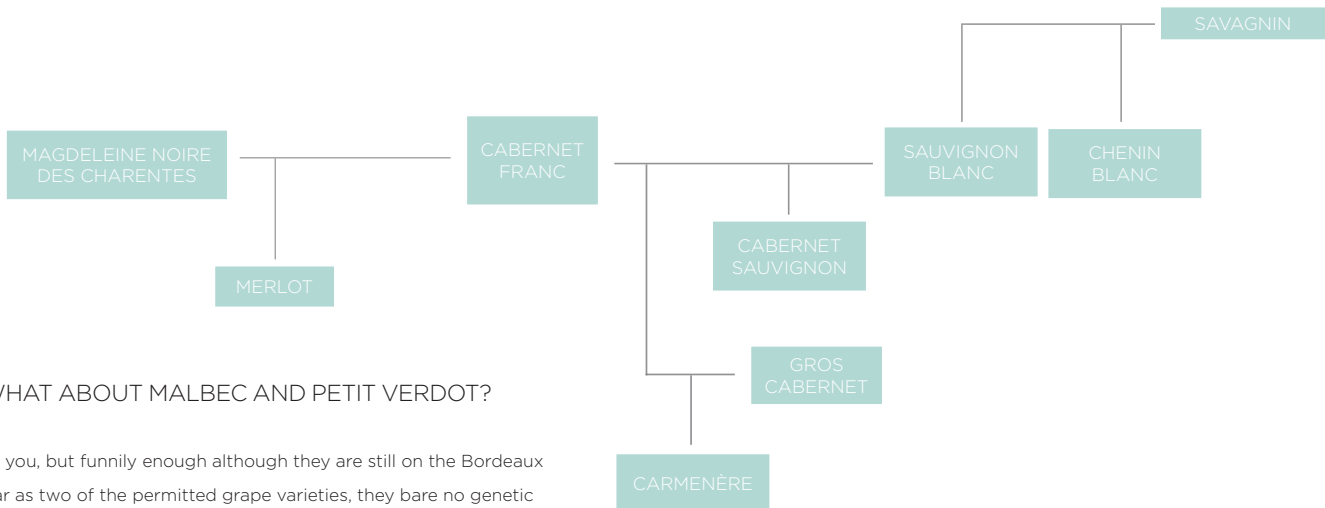 SAVAGNIN
MAGDELEINE NOIRE
DES CHARENTES
CABERNET
FRANC
SAUVIGNON
BLANC
CHENIN
BLANC
CABERNET
SAUVIGNON
MERLOT
GROS
CABERNET
CARMENÈRE
WHAT ABOUT MALBEC AND PETIT VERDOT?
you, but funnily enough although they are still on the Bordeaux
as two of the permitted grape varieties, they bare no genetic